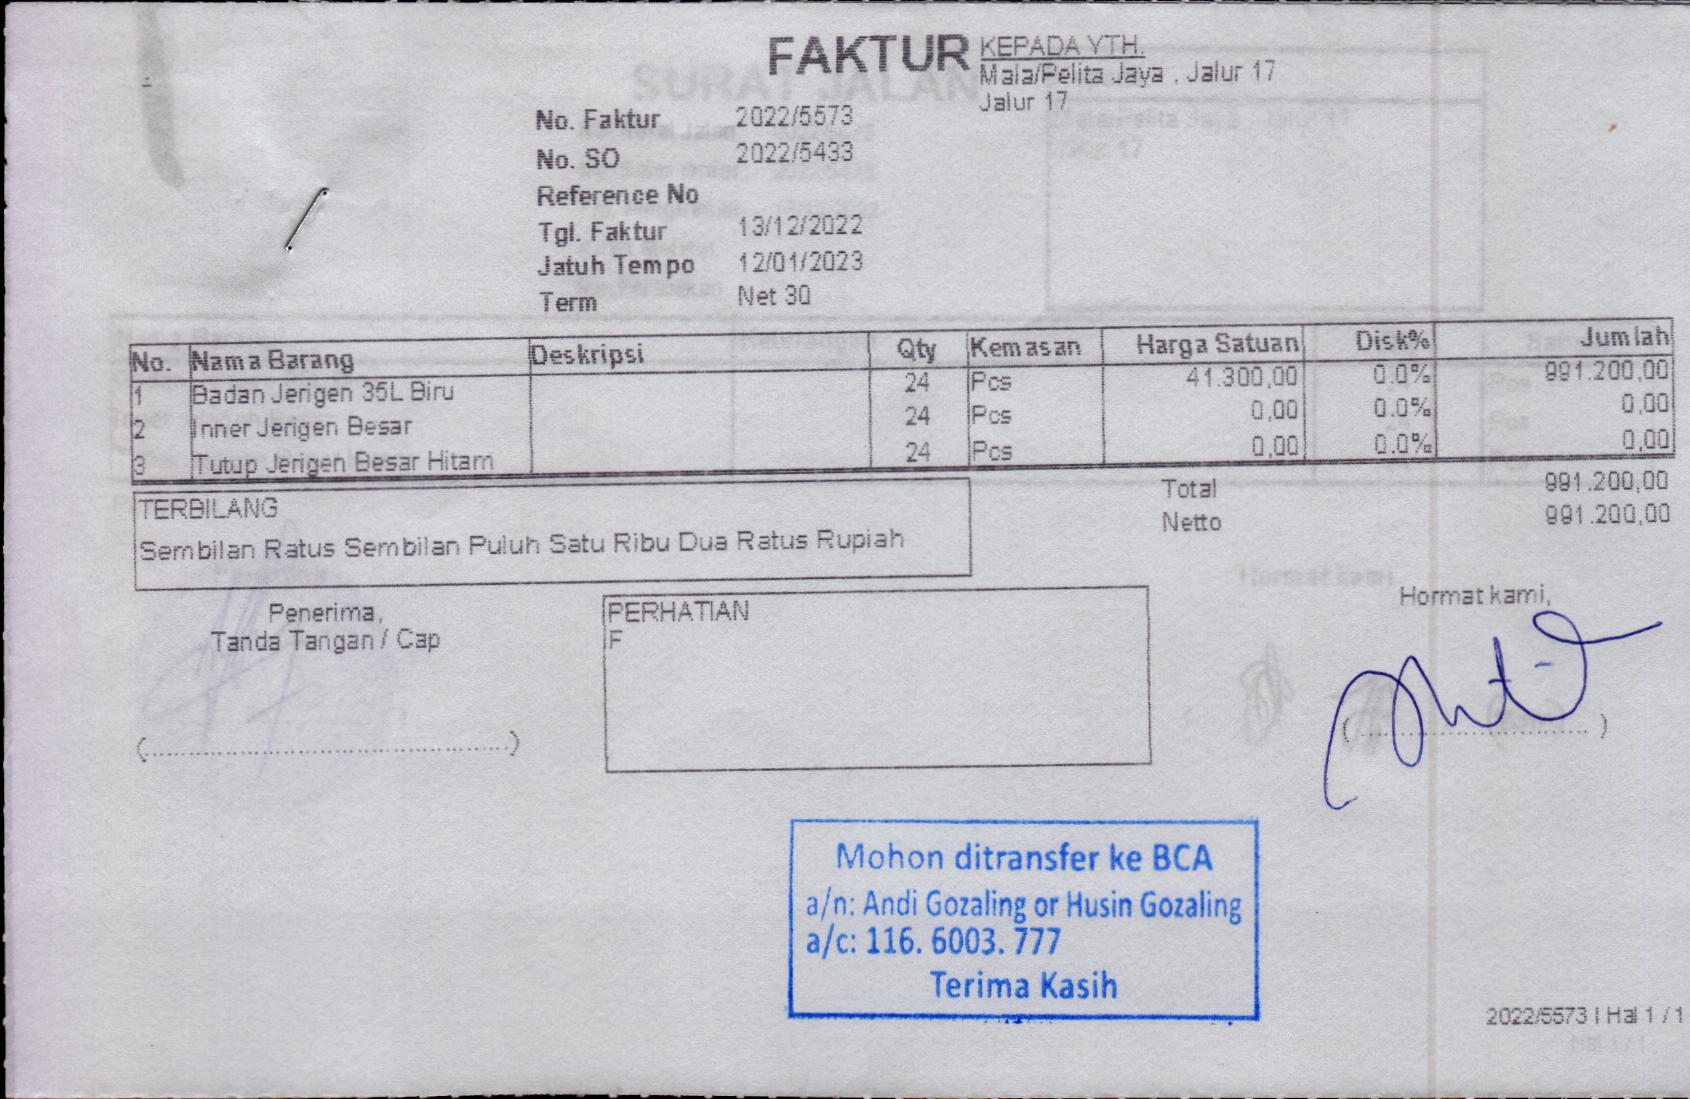 FAKTUR
KEPADA YTH.
Mala/Pelita Jaya , Jalur 17
Jalur 17
No. Faktur 2022/5573
No. SO 2022/5433
Reference No
Tgl. Faktur 13/12/2022
Jatuh Tempo 12/01/2023
Term Net 30
No. Nama Barang Deskripsi Qty Kemasan Harga Satuan Disk% Jumlah
1 Badan Jerigen 35L Biru 24 Pcs 41.300,00 0.0% 991.200,00
2 Inner Jerigen Besar 24 Pcs 0,00 0.0% 0,00
3 Tutup Jerigen Besar Hitam 24 Pcs 0,00 0.0% 0,00
Total 991.200,00
Netto 991.200,00
TERBILANG
Sembilan Ratus Sembilan Puluh Satu Ribu Dua Ratus Rupiah
Penerima,
Tanda Tangan / Cap
PERHATIAN
F
Hormat kami,
Mohon ditransfer ke BCA
a/n: Andi Gozaling or Husin Gozaling
a/c: 116. 6003. 777
Terima Kasih
2022/5573 | Hal 1 / 1